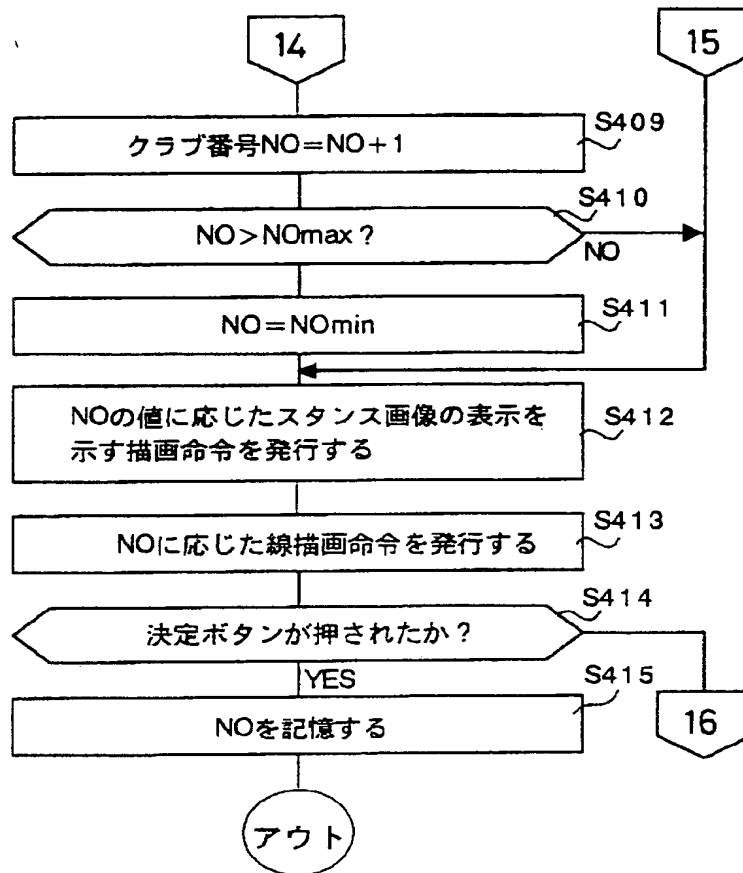 14
15
クラブ番号NO=NO+1
S409
S410
NO>NOmax?
NO
NO=NOmin
S411
NOの値に応じたスタンス画像の表示を
示す描画命令を発行する
S412
NOに応じた線描画命令を発行する
S413
S414
決定ボタンが押されたか?
YES
S415
NOを記憶する
16
アウト